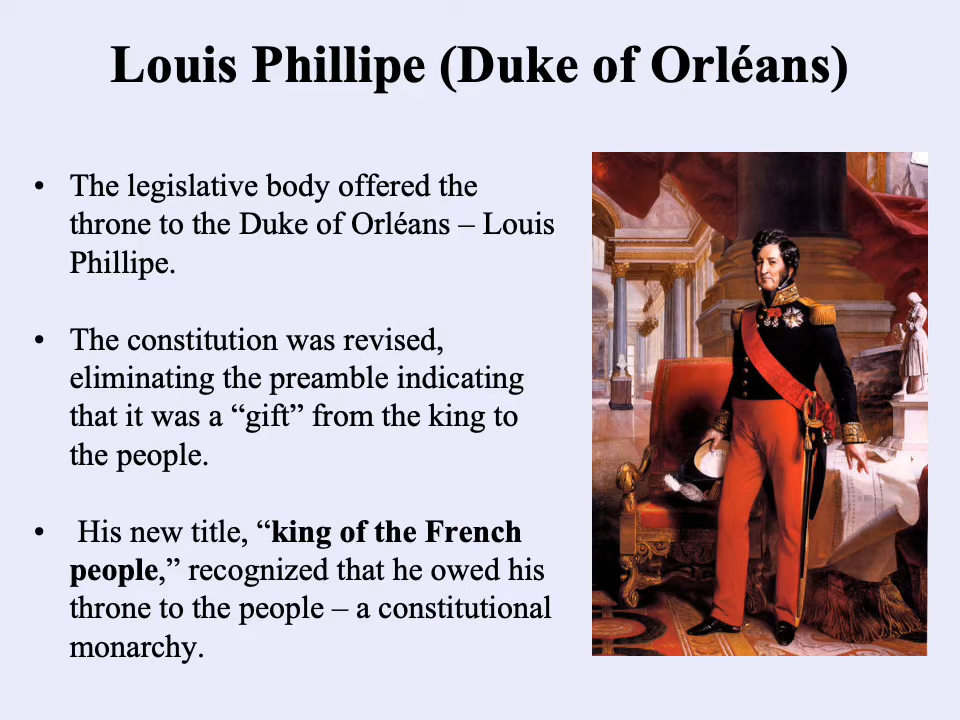 Louis Phillipe (Duke of Orléans)
• The legislative body offered the
throne to the Duke of Orléans – Louis
Phillipe.
• The constitution was revised,
eliminating the preamble indicating
that it was a “gift” from the king to
the people.
• His new title, “king of the French
people,” recognized that he owed his
throne to the people – a constitutional
monarchy.